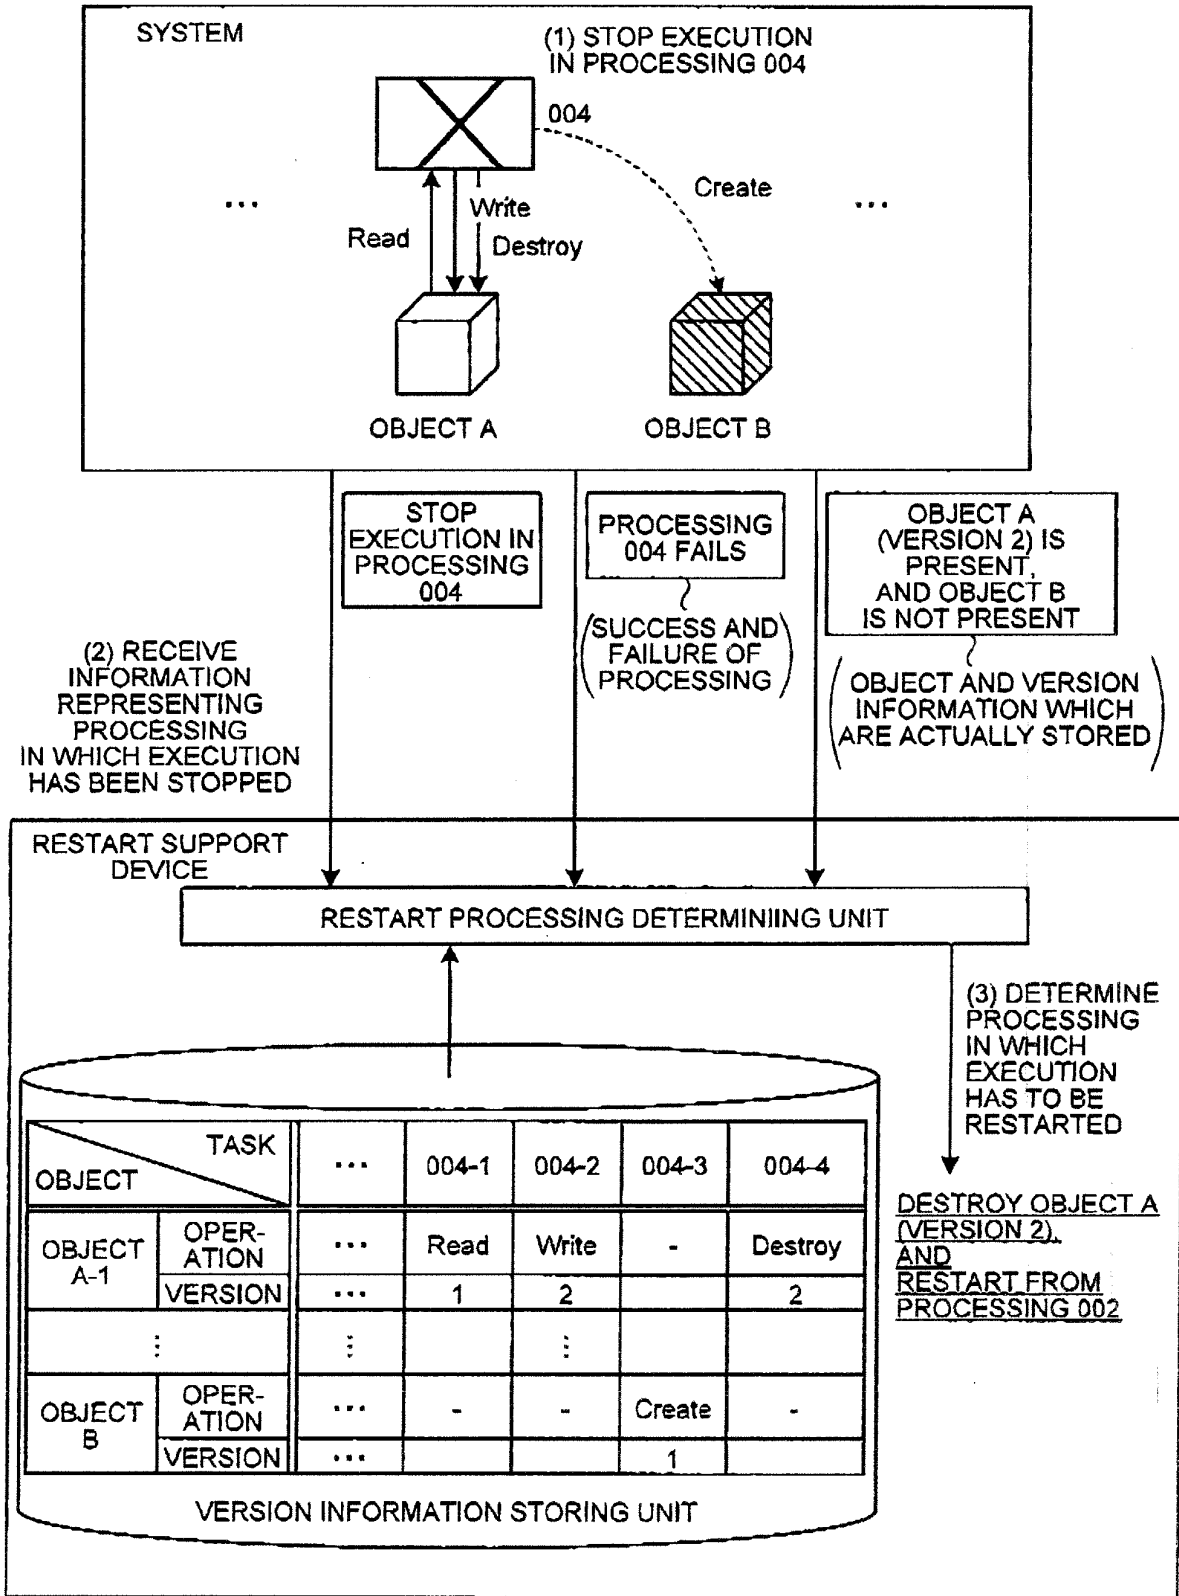 SYSTEM
(1) STOP EXECUTION
IN PROCESSING 004
004
Create
Write
Read
Destroy
...
...
OBJECT A
OBJECT B
STOP
EXECUTION IN
PROCESSING
004
PROCESSING
004 FAILS
OBJECT A
(VERSION 2) IS
PRESENT,
AND OBJECT B
IS NOT PRESENT
(SUCCESS AND
FAILURE OF
PROCESSING)
(OBJECT AND VERSION
INFORMATION WHICH
ARE ACTUALLY STORED)
(2) RECEIVE
INFORMATION
REPRESENTING
PROCESSING
IN WHICH EXECUTION
HAS BEEN STOPPED
RESTART SUPPORT
DEVICE
RESTART PROCESSING DETERMINIING UNIT
(3) DETERMINE
PROCESSING
IN WHICH
EXECUTION
HAS TO BE
RESTARTED
DESTROY OBJECT A
(VERSION 2),
AND
RESTART FROM
PROCESSING 002
TASK
OBJECT
... 004-1 004-2 004-3 004-4
OBJECT
A-1
OPER-
ATION
... Read Write - Destroy
VERSION ... 1 2 2
⋮ ⋮ ⋮
OBJECT
B
OPER-
ATION
... - - Create -
VERSION ... 1
VERSION INFORMATION STORING UNIT